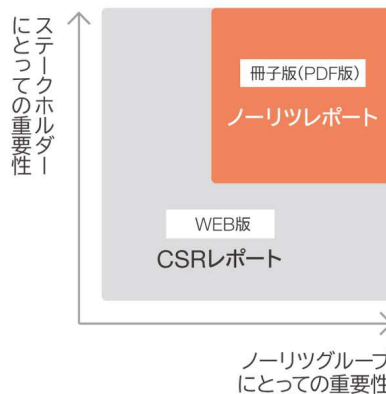 ステークホルダー
にとっての重要性
冊子版(PDF版)
ノーリツレポート
WEB版
CSRレポート
ノーリツグループ
にとっての重要性